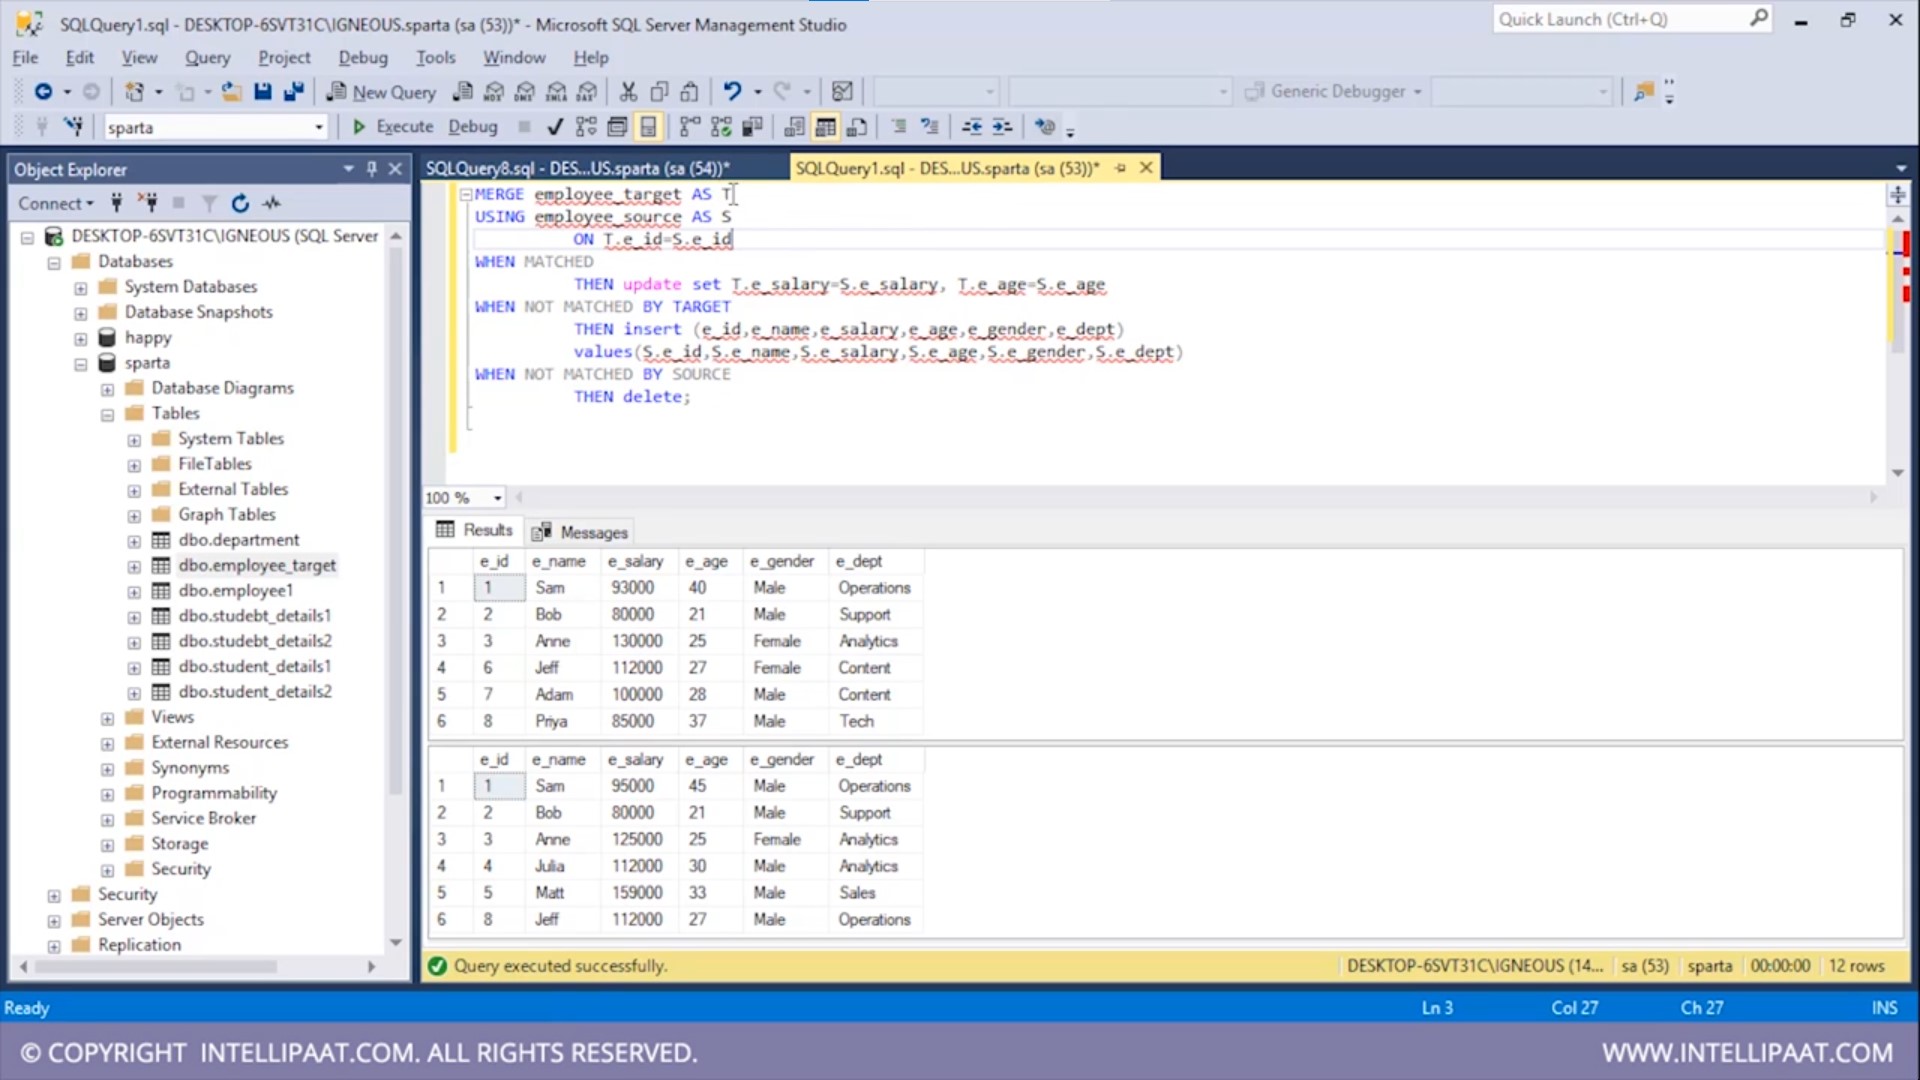 SQLQuery1.sql - DESKTOP-6SVT31C\IGNEOUS.sparta (sa (53))* - Microsoft SQL Server Management Studio
Quick Launch (Ctrl+Q)
File Edit View Query Project Debug Tools Window Help
New Query
MDX DMX XMLA DAX
Generic Debugger
sparta
Execute Debug
Object Explorer
SQLQuery8.sql - DES...US.sparta (sa (54))*
SQLQuery1.sql - DES...US.sparta (sa (53))*
Connect
DESKTOP-6SVT31C\IGNEOUS (SQL Server
Databases
System Databases
Database Snapshots
happy
sparta
Database Diagrams
Tables
System Tables
FileTables
External Tables
Graph Tables
dbo.department
dbo.employee_target
dbo.employee1
dbo.studebt_details1
dbo.studebt_details2
dbo.student_details1
dbo.student_details2
Views
External Resources
Synonyms
Programmability
Service Broker
Storage
Security
Security
Server Objects
Replication
MERGE employee_target AS T
USING employee_source AS S
ON T.e_id=S.e_id
WHEN MATCHED
THEN update set T.e_salary=S.e_salary, T.e_age=S.e_age
WHEN NOT MATCHED BY TARGET
THEN insert (e_id,e_name,e_salary,e_age,e_gender,e_dept)
values(S.e_id,S.e_name,S.e_salary,S.e_age,S.e_gender,S.e_dept)
WHEN NOT MATCHED BY SOURCE
THEN delete;
100 %
Results Messages
e_id e_name e_salary e_age e_gender e_dept
1 1 Sam 93000 40 Male Operations
2 2 Bob 80000 21 Male Support
3 3 Anne 130000 25 Female Analytics
4 6 Jeff 112000 27 Female Content
5 7 Adam 100000 28 Male Content
6 8 Priya 85000 37 Male Tech
e_id e_name e_salary e_age e_gender e_dept
1 1 Sam 95000 45 Male Operations
2 2 Bob 80000 21 Male Support
3 3 Anne 125000 25 Female Analytics
4 4 Julia 112000 30 Male Analytics
5 5 Matt 159000 33 Male Sales
6 8 Jeff 112000 27 Male Operations
Query executed successfully.
DESKTOP-6SVT31C\IGNEOUS (14... sa (53) sparta 00:00:00 12 rows
Ready
Ln 3 Col 27 Ch 27 INS
© COPYRIGHT INTELLIPAAT.COM. ALL RIGHTS RESERVED.
WWW.INTELLIPAAT.COM